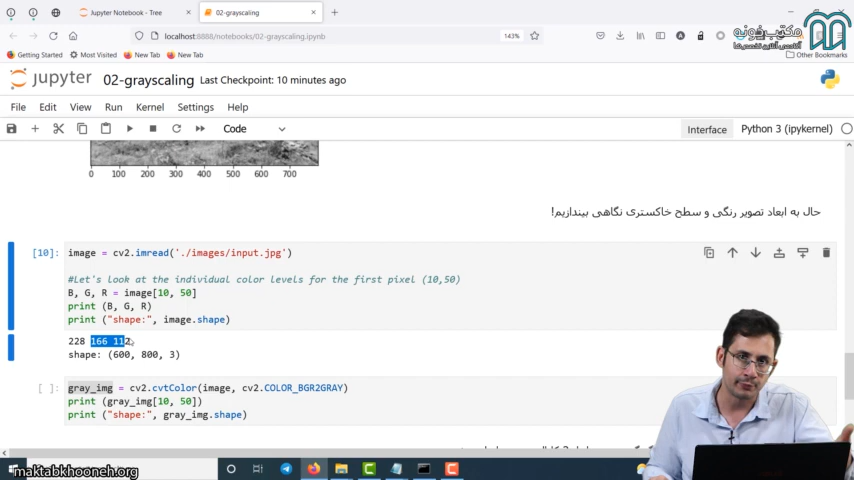 Jupyter Notebook - Tree
02-grayscaling
localhost:8888/notebooks/02-grayscaling.ipynb
143%
Getting Started
Most Visited
New Tab
New Tab
Other Bookmarks
مکتب‌خونه
jupyter 02-grayscaling Last Checkpoint: 10 minutes ago
File Edit View Run Kernel Settings Help
Code
Interface
Python 3 (ipykernel)
0 100 200 300 400 500 600 700
حال به ابعاد تصویر رنگی و سطح خاکستری نگاهی بیندازیم!
[10]: image = cv2.imread('./images/input.jpg')
#Let's look at the individual color levels for the first pixel (10,50)
B, G, R = image[10, 50]
print (B, G, R)
print ("shape:", image.shape)
228 166 112
shape: (600, 800, 3)
[ ]: gray_img = cv2.cvtColor(image, cv2.COLOR_BGR2GRAY)
print (gray_img[10, 50])
print ("shape:", gray_img.shape)
maktabkhooneh.org